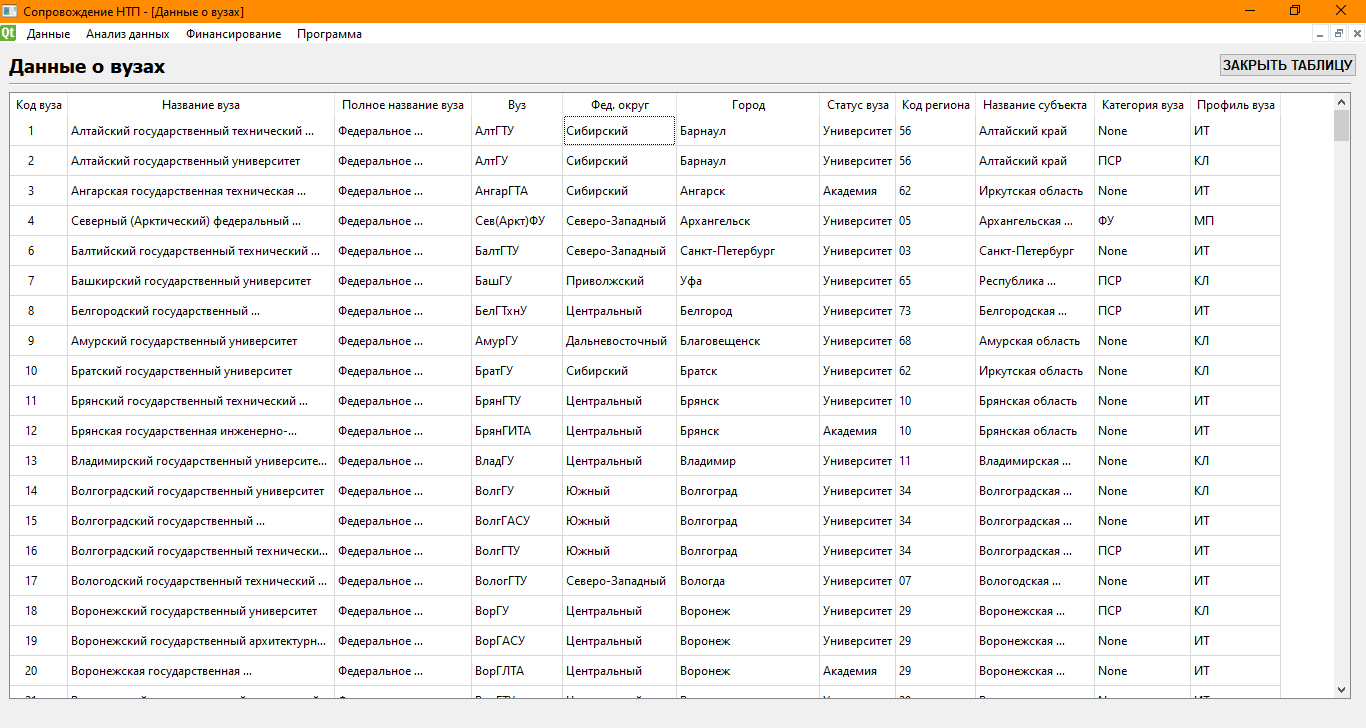 Сопровождение НТП - [Данные о вузах]
Qt Данные Анализ данных Финансирование Программа
Данные о вузах
ЗАКРЫТЬ ТАБЛИЦУ
Код вуза Название вуза Полное название вуза Вуз Фед. округ Город Статус вуза Код региона Название субъекта Категория вуза Профиль вуза
1 Алтайский государственный технический ... Федеральное ... АлтГТУ Сибирский Барнаул Университет 56 Алтайский край None ИТ
2 Алтайский государственный университет Федеральное ... АлтГУ Сибирский Барнаул Университет 56 Алтайский край ПСР КЛ
3 Ангарская государственная техническая ... Федеральное ... АнгарГТА Сибирский Ангарск Академия 62 Иркутская область None ИТ
4 Северный (Арктический) федеральный ... Федеральное ... Сев(Аркт)ФУ Северо-Западный Архангельск Университет 05 Архангельская ... ФУ МП
6 Балтийский государственный технический ... Федеральное ... БалтГТУ Северо-Западный Санкт-Петербург Университет 03 Санкт-Петербург None ИТ
7 Башкирский государственный университет Федеральное ... БашГУ Приволжский Уфа Университет 65 Республика ... ПСР КЛ
8 Белгородский государственный ... Федеральное ... БелГТхнУ Центральный Белгород Университет 73 Белгородская ... ПСР ИТ
9 Амурский государственный университет Федеральное ... АмурГУ Дальневосточный Благовещенск Университет 68 Амурская область None КЛ
10 Братский государственный университет Федеральное ... БратГУ Сибирский Братск Университет 62 Иркутская область None КЛ
11 Брянский государственный технический ... Федеральное ... БрянГТУ Центральный Брянск Университет 10 Брянская область None ИТ
12 Брянская государственная инженерно-... Федеральное ... БрянГИТА Центральный Брянск Академия 10 Брянская область None ИТ
13 Владимирский государственный университе... Федеральное ... ВладГУ Центральный Владимир Университет 11 Владимирская ... None КЛ
14 Волгоградский государственный университет Федеральное ... ВолгГУ Южный Волгоград Университет 34 Волгоградская ... None КЛ
15 Волгоградский государственный ... Федеральное ... ВолгГАСУ Южный Волгоград Университет 34 Волгоградская ... None ИТ
16 Волгоградский государственный технически... Федеральное ... ВолгГТУ Южный Волгоград Университет 34 Волгоградская ... ПСР ИТ
17 Вологодский государственный технический ... Федеральное ... ВологГТУ Северо-Западный Вологда Университет 07 Вологодская ... None ИТ
18 Воронежский государственный университет Федеральное ... ВорГУ Центральный Воронеж Университет 29 Воронежская ... ПСР КЛ
19 Воронежский государственный архитектурн... Федеральное ... ВорГАСУ Центральный Воронеж Университет 29 Воронежская ... None ИТ
20 Воронежская государственная ... Федеральное ... ВорГЛТА Центральный Воронеж Академия 29 Воронежская ... None ИТ